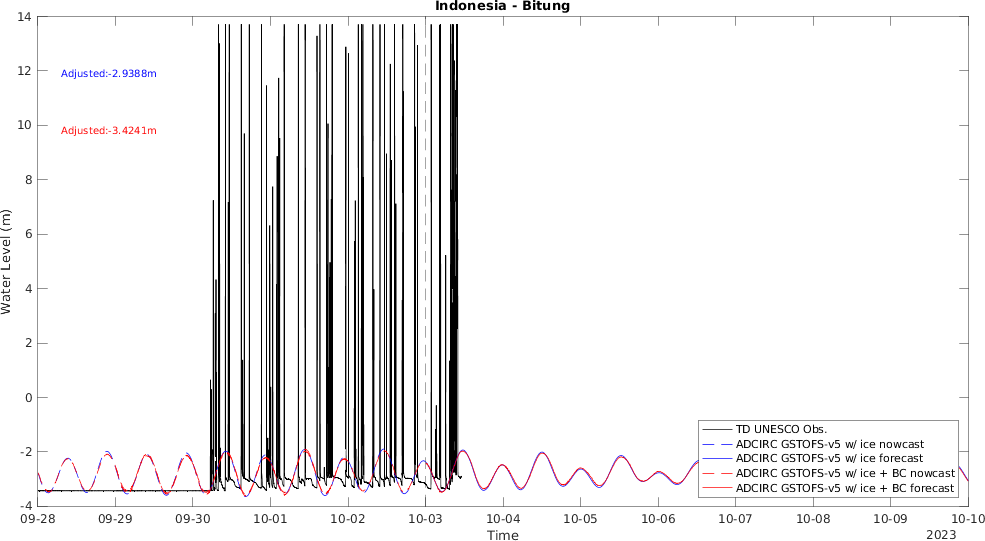 Indonesia - Bitung
14
12
10
8
6
4
2
0
-2
-4
Water Level (m)
Adjusted:-2.9388m
Adjusted:-3.4241m
TD UNESCO Obs.
ADCIRC GSTOFS-v5 w/ ice nowcast
ADCIRC GSTOFS-v5 w/ ice forecast
ADCIRC GSTOFS-v5 w/ ice + BC nowcast
ADCIRC GSTOFS-v5 w/ ice + BC forecast
09-28 09-29 09-30 10-01 10-02 10-03 10-04 10-05 10-06 10-07 10-08 10-09 10-10
Time
2023